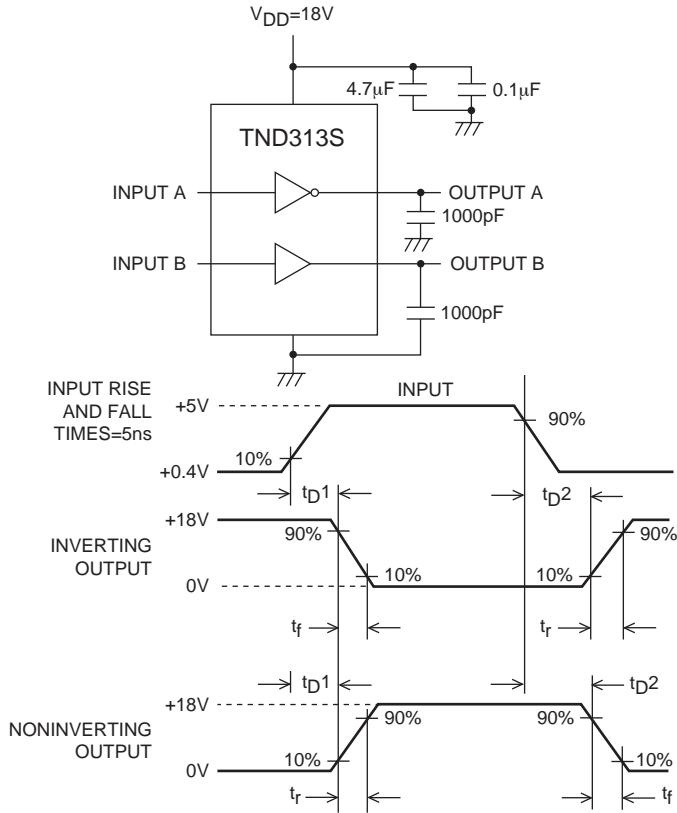 VDD=18V
4.7μF
0.1μF
TND313S
INPUT A
OUTPUT A
1000pF
INPUT B
OUTPUT B
1000pF
INPUT RISE
AND FALL
TIMES=5ns
+5V
INPUT
90%
10%
+0.4V
tD1
tD2
+18V
INVERTING
OUTPUT
90%
90%
10%
10%
0V
tf
tr
tD1
tD2
+18V
NONINVERTING
OUTPUT
90%
90%
10%
10%
0V
tr
tf